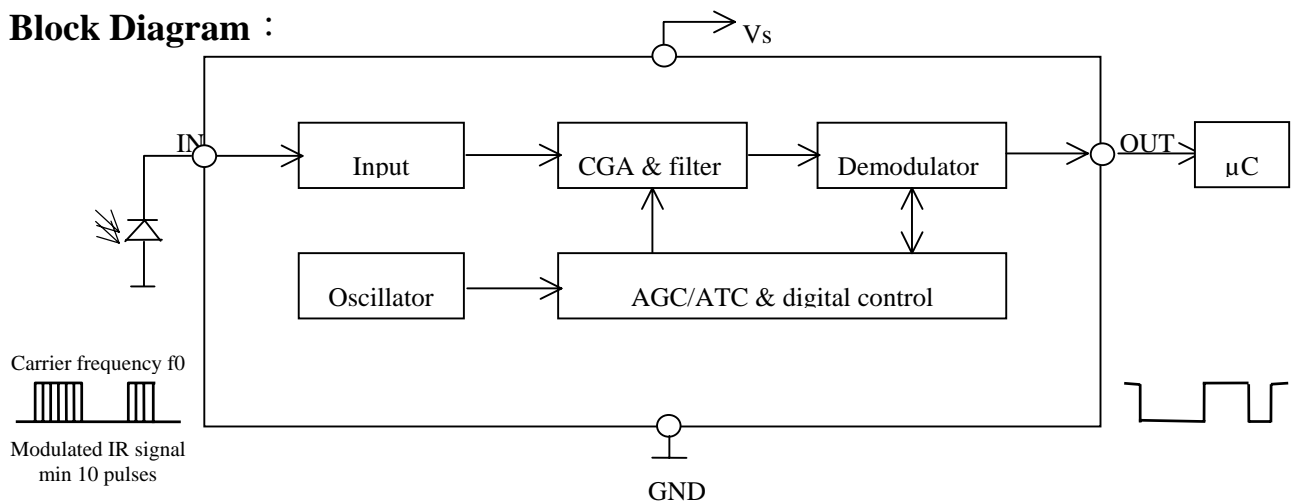 Block Diagram：
Vs
IN
Input
CGA & filter
Demodulator
OUT
µC
Oscillator
AGC/ATC & digital control
Carrier frequency f0
Modulated IR signal
min 10 pulses
GND